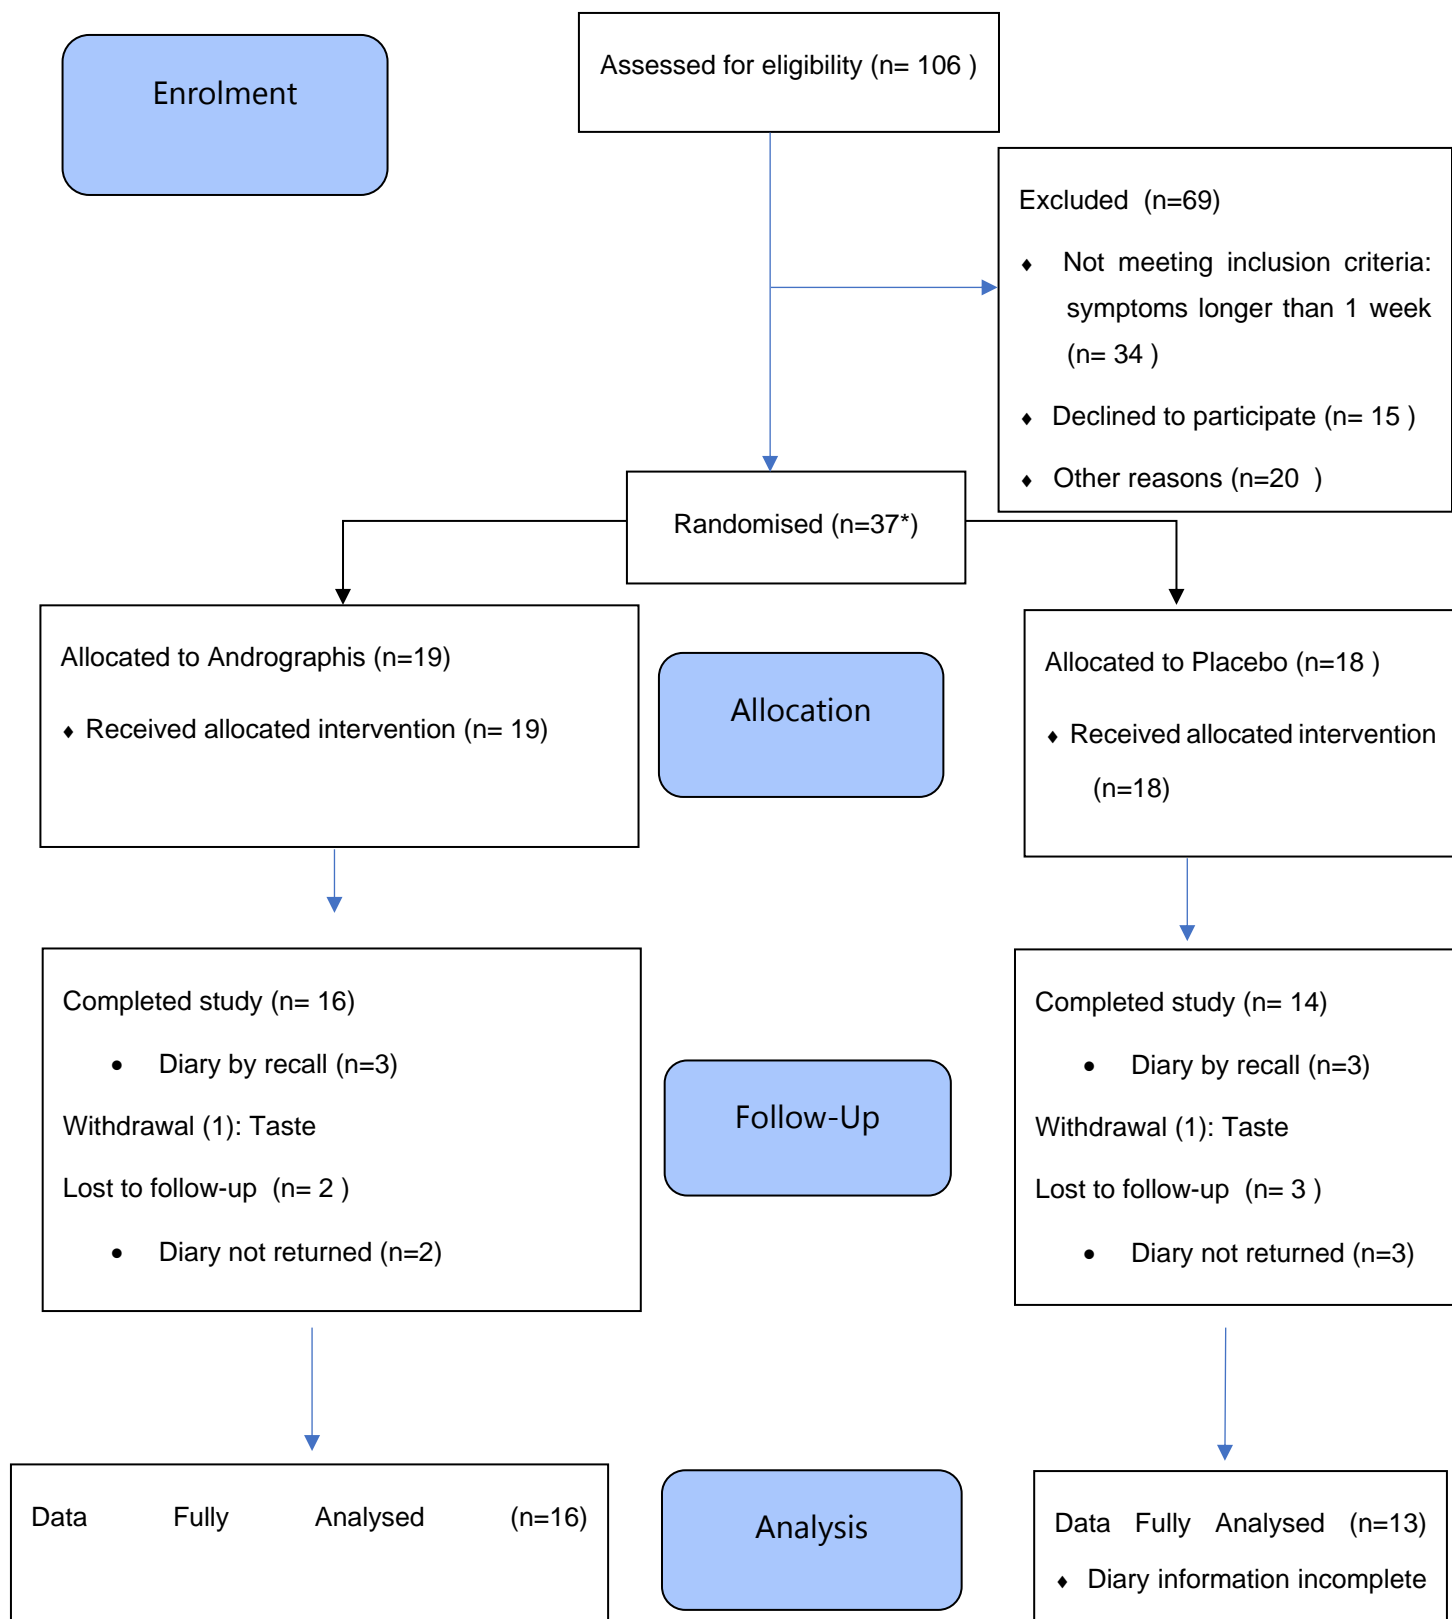 Enrolment
Assessed for eligibility (n= 106 )
Excluded  (n=69)
♦ Not meeting inclusion criteria:
symptoms longer than 1 week
(n= 34 )
♦ Declined to participate (n= 15 )
♦ Other reasons (n=20  )
Randomised (n=37*)
Allocated to Andrographis (n=19)
♦ Received allocated intervention (n= 19)
Allocation
Allocated to Placebo (n=18 )
♦ Received allocated intervention
(n=18)
Completed study (n= 16)
• Diary by recall (n=3)
Withdrawal (1): Taste
Lost to follow-up  (n= 2 )
• Diary not returned (n=2)
Follow-Up
Completed study (n= 14)
• Diary by recall (n=3)
Withdrawal (1): Taste
Lost to follow-up  (n= 3 )
• Diary not returned (n=3)
Data Fully Analysed (n=16)
Analysis
Data Fully Analysed (n=13)
♦ Diary information incomplete